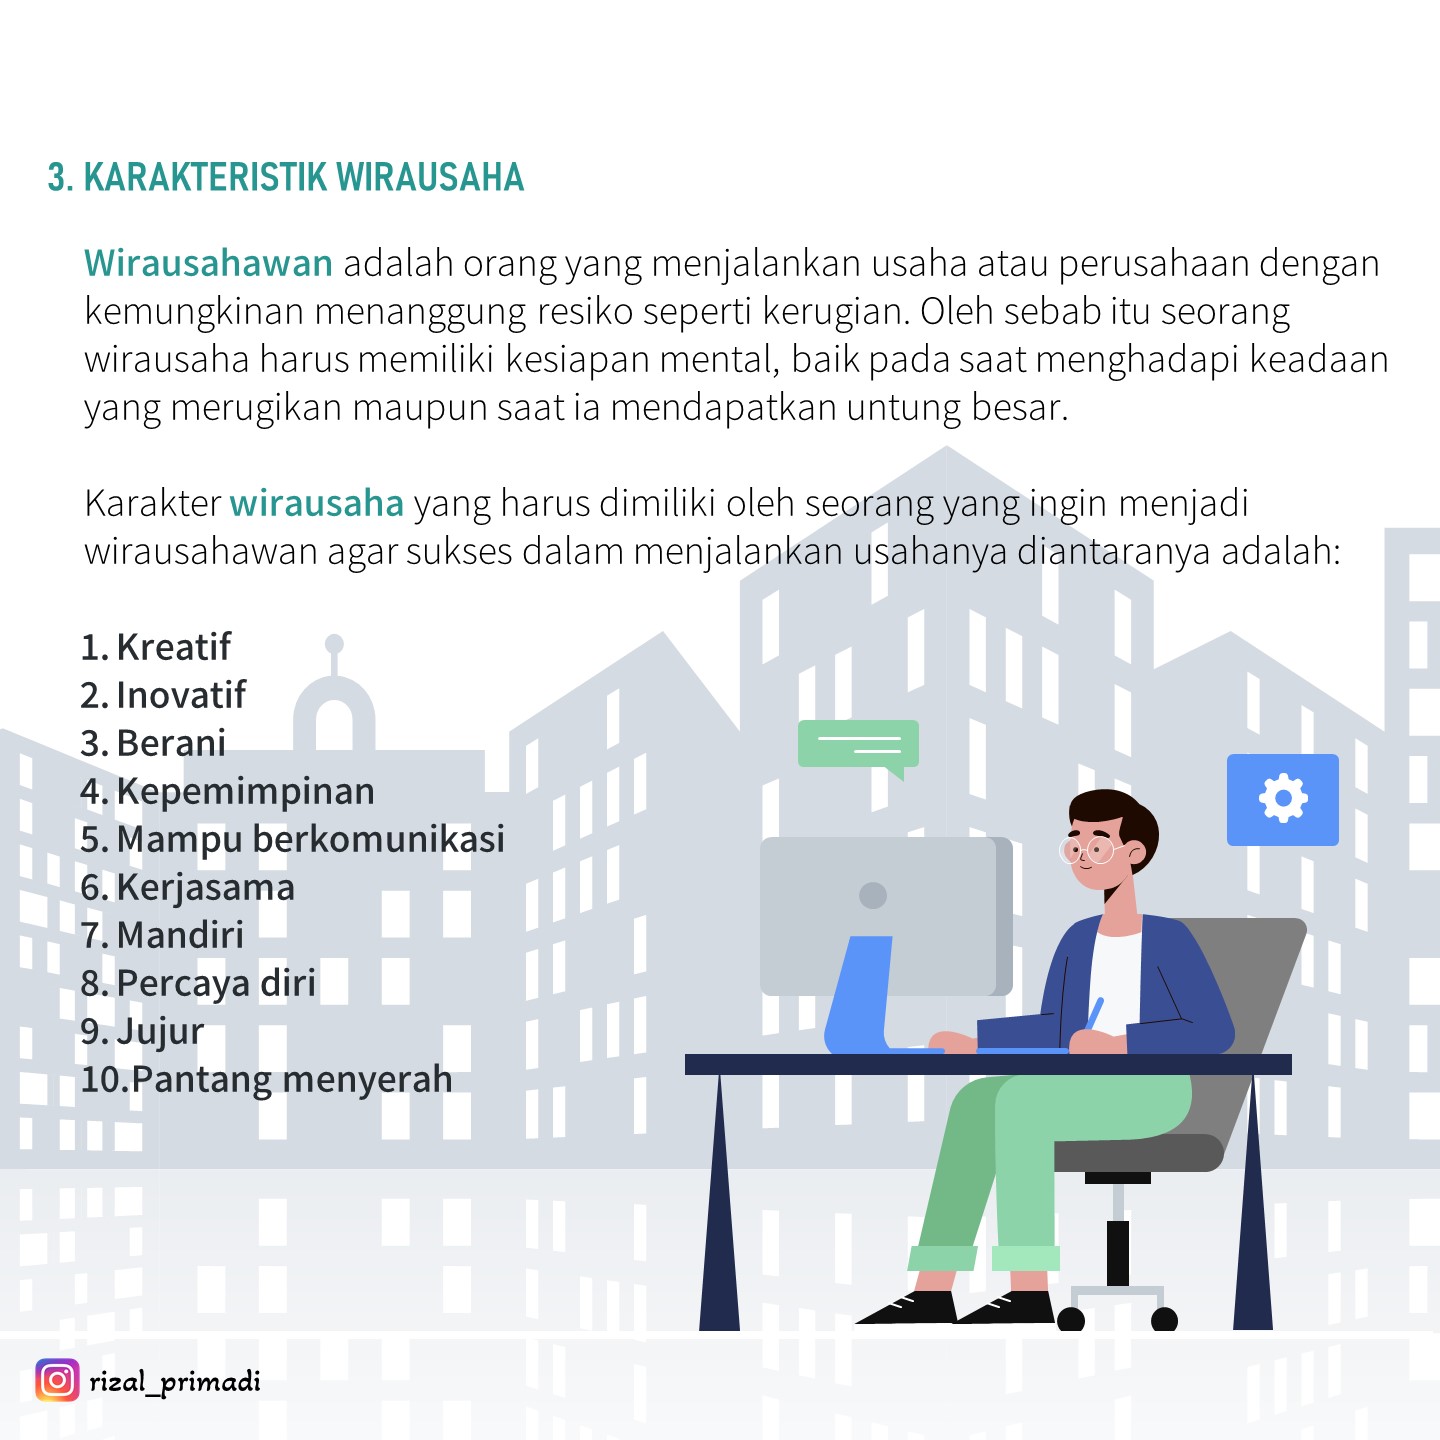 3. KARAKTERISTIK WIRAUSAHA
Wirausahawan adalah orang yang menjalankan usaha atau perusahaan dengan
kemungkinan menanggung resiko seperti kerugian. Oleh sebab itu seorang
wirausaha harus memiliki kesiapan mental, baik pada saat menghadapi keadaan
yang merugikan maupun saat ia mendapatkan untung besar.
Karakter wirausaha yang harus dimiliki oleh seorang yang ingin menjadi
wirausahawan agar sukses dalam menjalankan usahanya diantaranya adalah:
1. Kreatif
2. Inovatif
3. Berani
4. Kepemimpinan
5. Mampu berkomunikasi
6. Kerjasama
7. Mandiri
8. Percaya diri
9. Jujur
10.Pantang menyerah
rizal_primadi